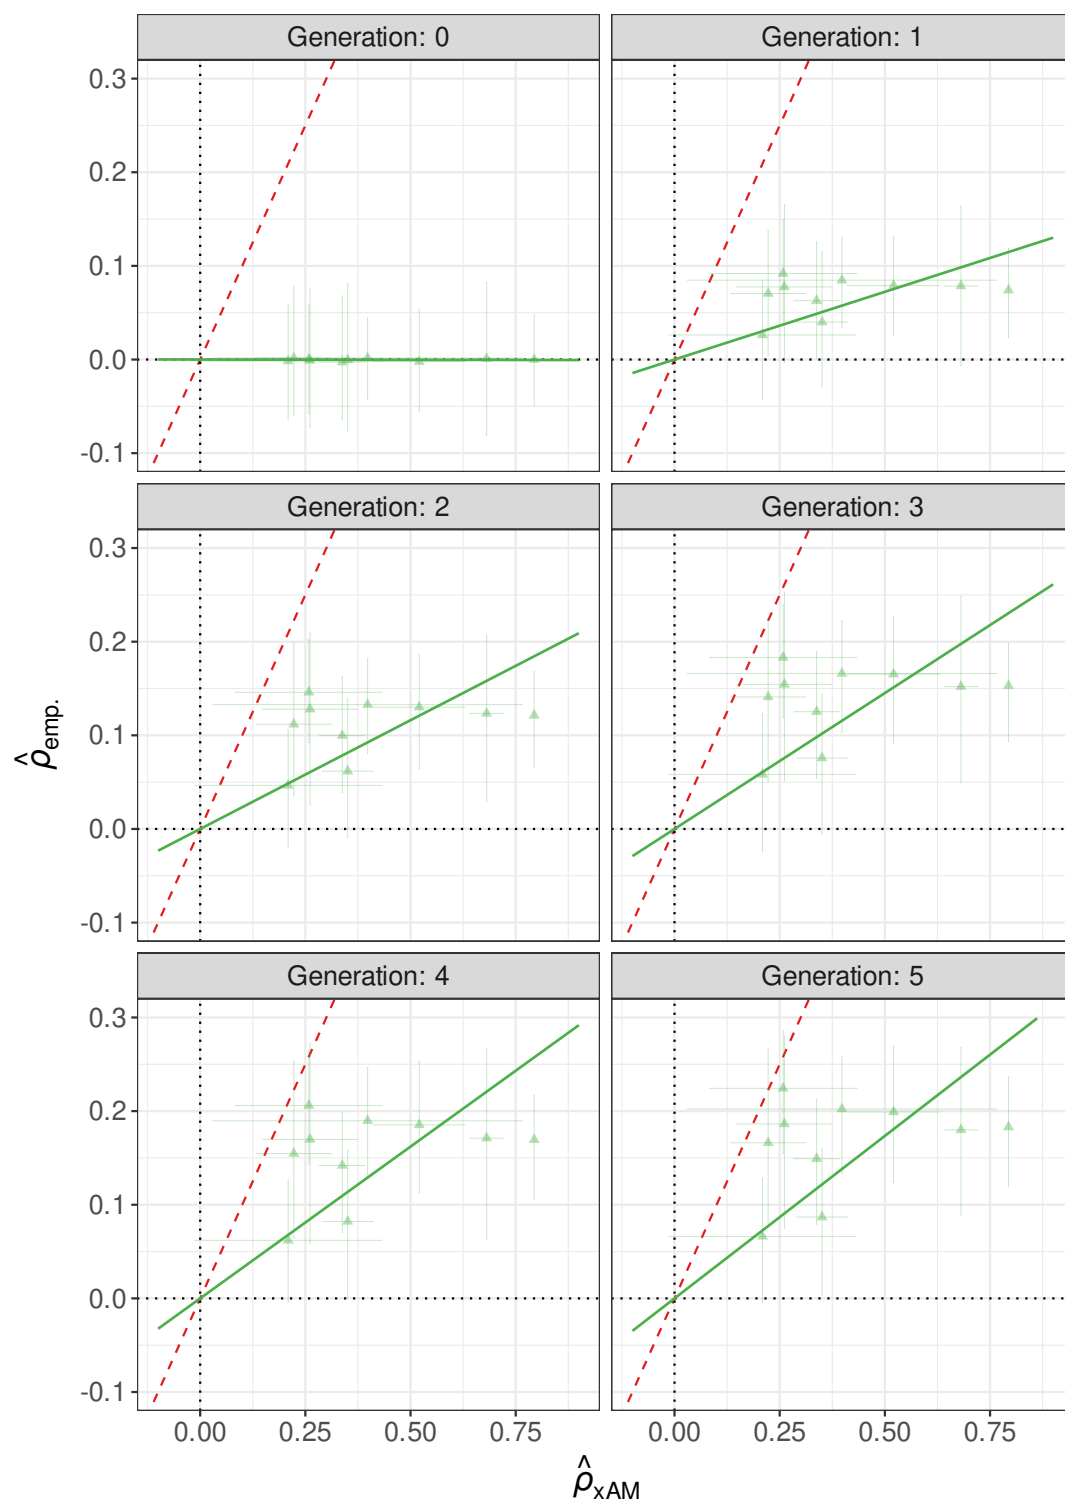 Generation: 0
Generation: 1
0.3
0.2
0.1
0.0
-0.1
Generation: 2
Generation: 3
0.3
0.2
0.1
0.0
-0.1
Generation: 4
Generation: 5
0.3
0.2
0.1
0.0
-0.1
0.00 0.25 0.50 0.75
0.00 0.25 0.50 0.75
ρ̂emp.
ρ̂xAM